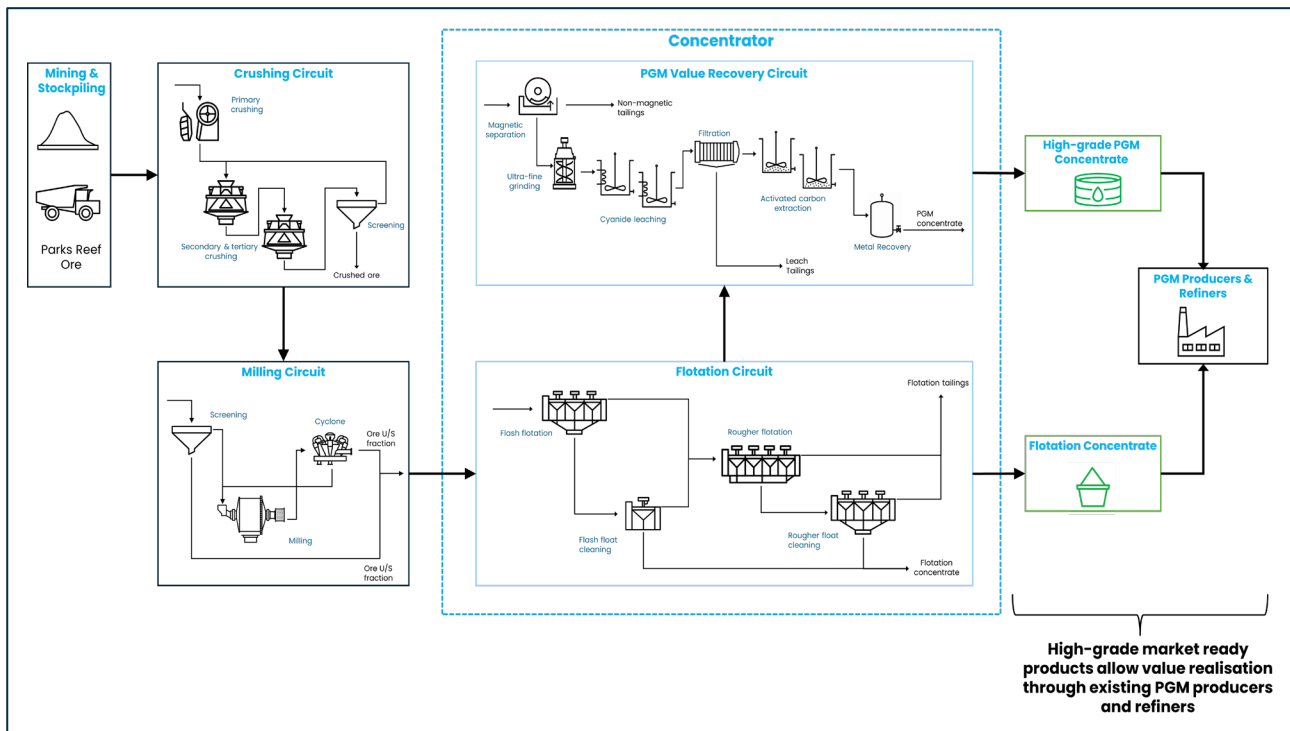 Concentrator
Mining &
Stockpiling
Parks Reef
Ore
Crushing Circuit
Primary
crushing
Secondary & tertiary
crushing
Screening
Crushed ore
PGM Value Recovery Circuit
Magnetic
separation
Non-magnetic
tailings
Ultra-fine
grinding
Cyanide leaching
Filtration
Leach
Tailings
Activated carbon
extraction
Metal Recovery
PGM
concentrate
High-grade PGM
Concentrate
PGM Producers &
Refiners
Milling Circuit
Screening
Cyclone
Ore U/S
fraction
Milling
Ore U/S
fraction
Flotation Circuit
Flash flotation
Flash float
cleaning
Rougher flotation
Rougher float
cleaning
Flotation tailings
Flotation
concentrate
Flotation Concentrate
High-grade market ready
products allow value realisation
through existing PGM producers
and refiners